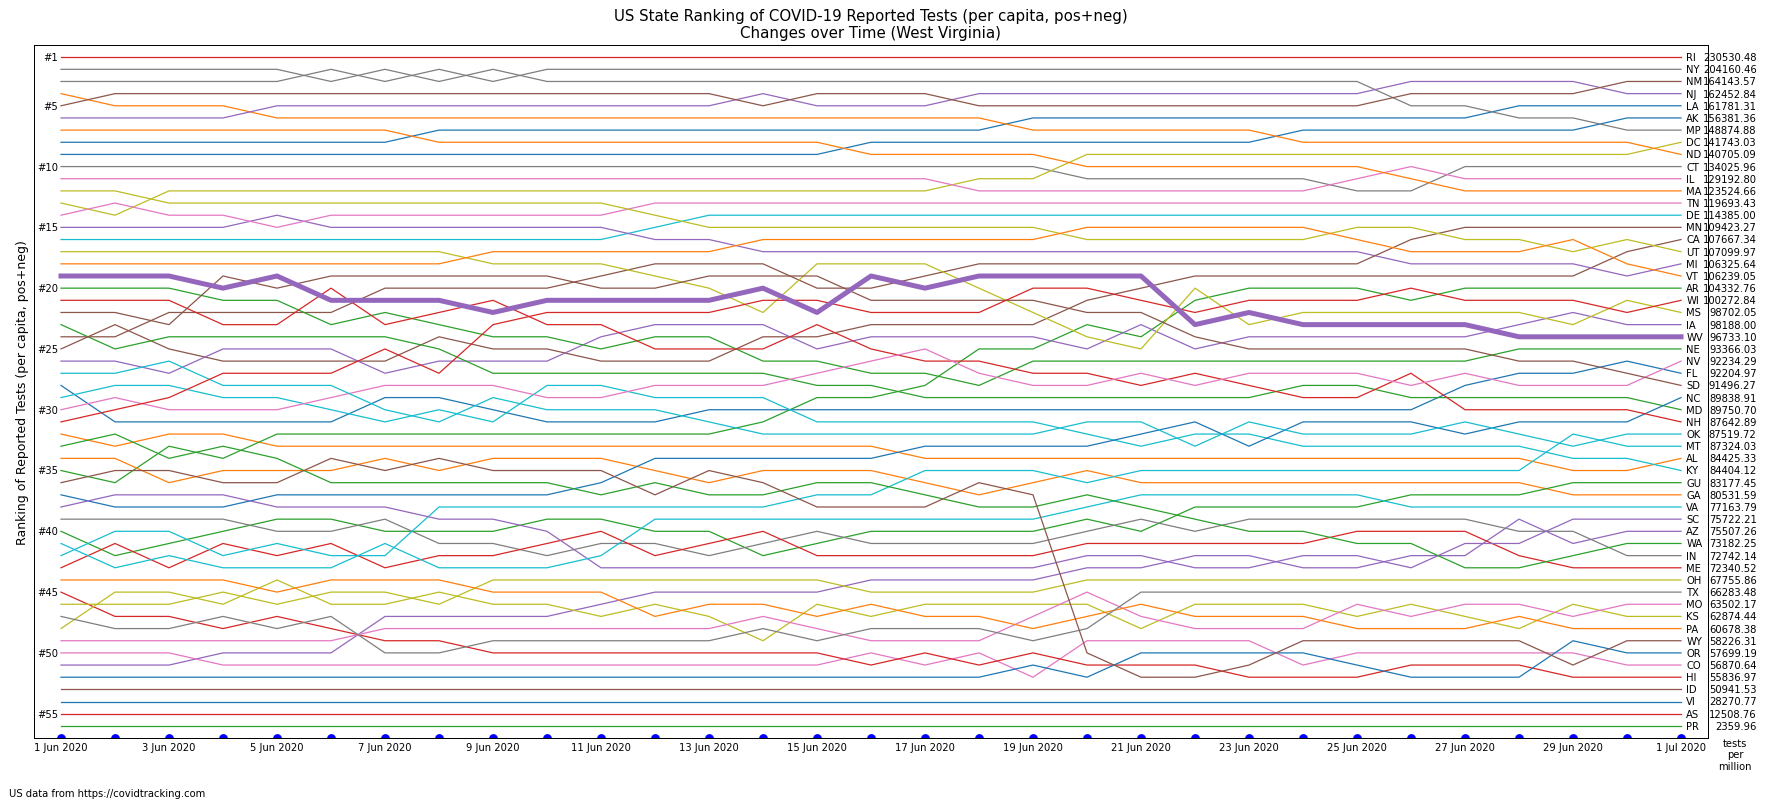 US State Ranking of COVID-19 Reported Tests (per capita, pos+neg)
Changes over Time (West Virginia)
Ranking of Reported Tests (per capita, pos+neg)
#1
#5
#10
#15
#20
#25
#30
#35
#40
#45
#50
#55
RI 230530.48
NY 204160.46
NM 164143.57
NJ 162452.84
LA 161781.31
AK 156381.36
MP 148874.88
DC 141743.03
ND 140705.09
CT 134025.96
IL 129192.80
MA 123524.66
TN 119693.43
DE 114385.00
MN 109423.27
CA 107667.34
UT 107099.97
MI 106325.64
VT 106239.05
AR 104332.76
WI 100272.84
MS 98702.05
IA 98188.00
WV 96733.10
NE 93366.03
NV 92234.29
FL 92204.97
SD 91496.27
NC 89838.91
MD 89750.70
NH 87642.89
OK 87519.72
MT 87324.03
AL 84425.33
KY 84404.12
GU 83177.45
GA 80531.59
VA 77163.79
SC 75722.21
AZ 75507.26
WA 73182.25
IN 72742.14
ME 72340.52
OH 67755.86
TX 66283.48
MO 63502.17
KS 62874.44
PA 60678.38
WY 58226.31
OR 57699.19
CO 56870.64
HI 55836.97
ID 50941.53
VI 28270.77
AS 12508.76
PR 2359.96
1 Jun 2020 3 Jun 2020 5 Jun 2020 7 Jun 2020 9 Jun 2020 11 Jun 2020 13 Jun 2020 15 Jun 2020 17 Jun 2020 19 Jun 2020 21 Jun 2020 23 Jun 2020 25 Jun 2020 27 Jun 2020 29 Jun 2020 1 Jul 2020
tests
per
million
US data from https://covidtracking.com